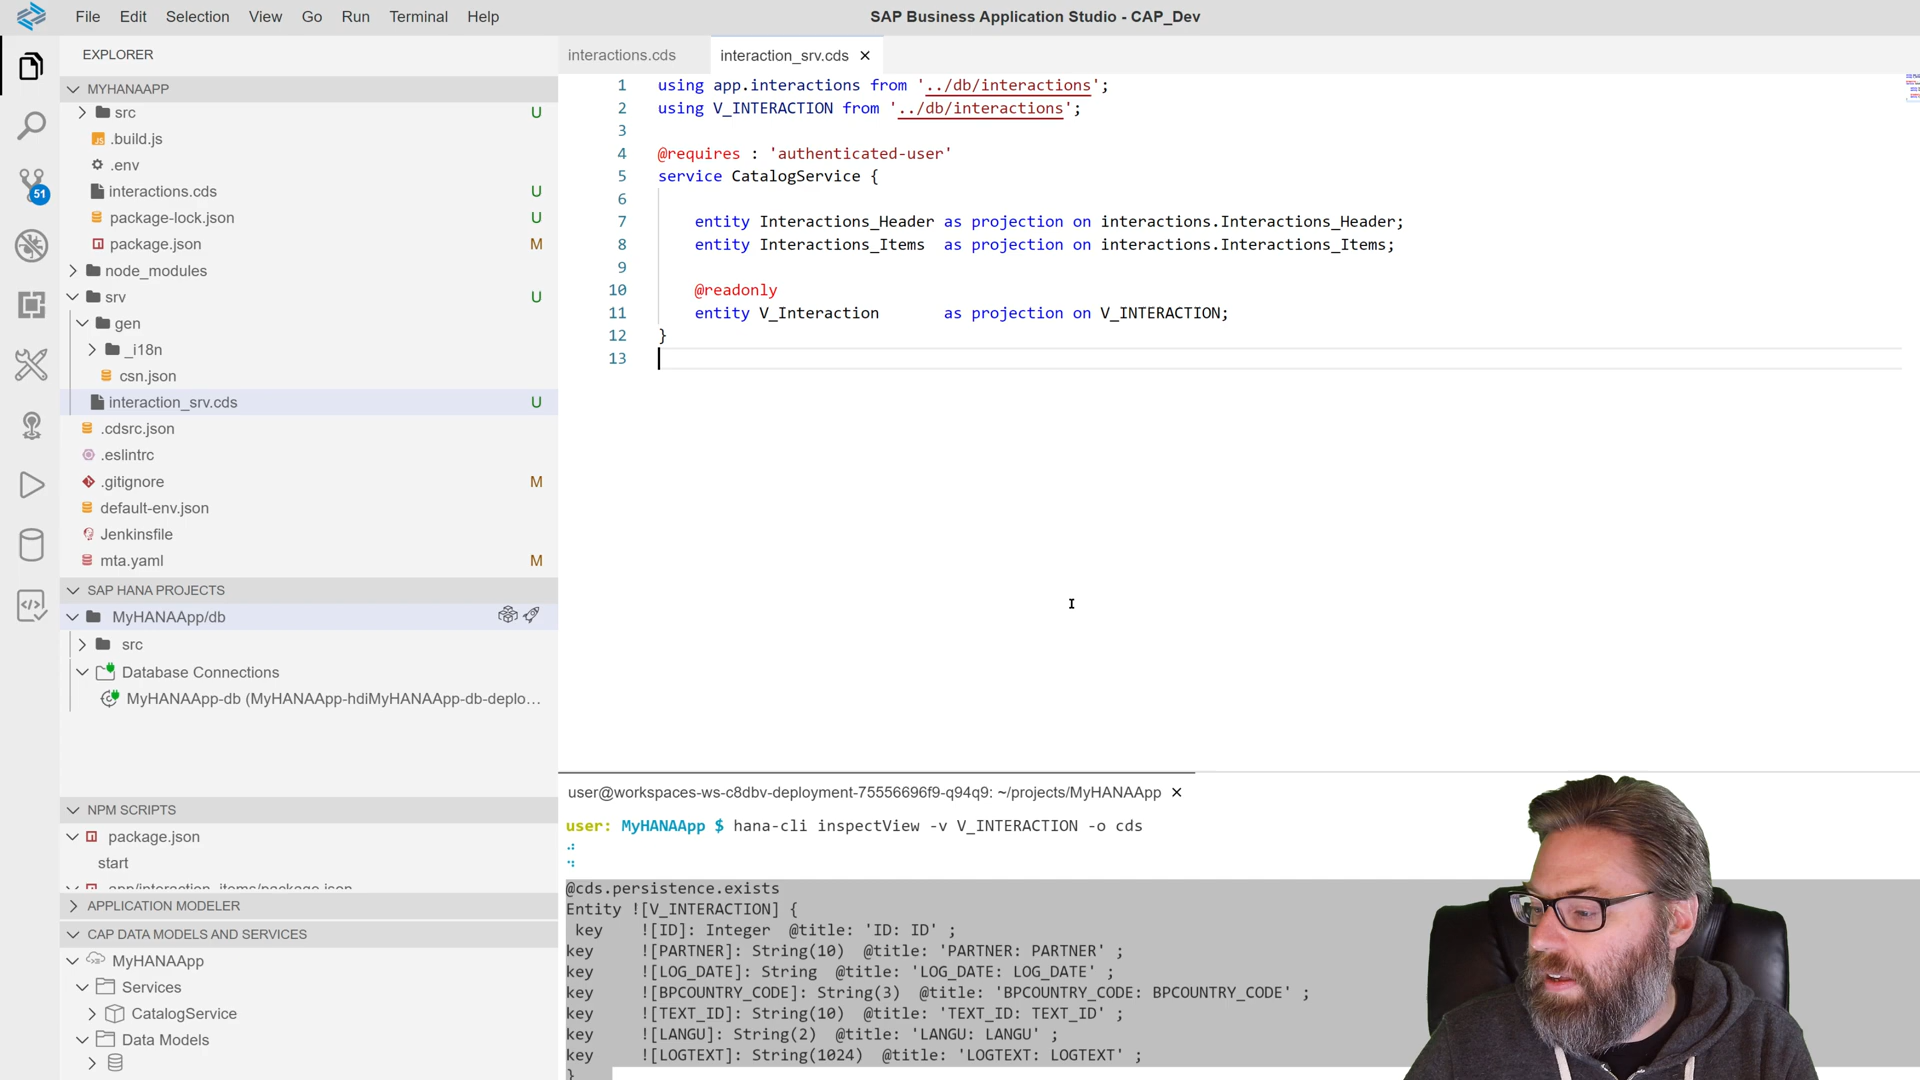 File Edit Selection View Go Run Terminal Help
SAP Business Application Studio - CAP_Dev
EXPLORER
MYHANAAPP
src U
.build.js
.env
interactions.cds U
package-lock.json U
package.json M
node_modules
srv U
gen
_i18n
csn.json
interaction_srv.cds U
.cdsrc.json
.eslintrc
.gitignore M
default-env.json
Jenkinsfile
mta.yaml M
51
SAP HANA PROJECTS
MyHANAApp/db
src
Database Connections
MyHANAApp-db (MyHANAApp-hdiMyHANAApp-db-deplo…
NPM SCRIPTS
package.json
start
app/interaction_items/package.json
APPLICATION MODELER
CAP DATA MODELS AND SERVICES
MyHANAApp
Services
CatalogService
Data Models
interactions.cds
interaction_srv.cds
1 using app.interactions from '../db/interactions';
2 using V_INTERACTION from '../db/interactions';
3
4 @requires : 'authenticated-user'
5 service CatalogService {
6
7 entity Interactions_Header as projection on interactions.Interactions_Header;
8 entity Interactions_Items as projection on interactions.Interactions_Items;
9
10 @readonly
11 entity V_Interaction as projection on V_INTERACTION;
12 }
13
user@workspaces-ws-c8dbv-deployment-75556696f9-q94q9: ~/projects/MyHANAApp
user: MyHANAApp $ hana-cli inspectView -v V_INTERACTION -o cds
@cds.persistence.exists
Entity ![V_INTERACTION] {
key ![ID]: Integer @title: 'ID: ID' ;
key ![PARTNER]: String(10) @title: 'PARTNER: PARTNER' ;
key ![LOG_DATE]: String @title: 'LOG_DATE: LOG_DATE' ;
key ![BPCOUNTRY_CODE]: String(3) @title: 'BPCOUNTRY_CODE: BPCOUNTRY_CODE' ;
key ![TEXT_ID]: String(10) @title: 'TEXT_ID: TEXT_ID' ;
key ![LANGU]: String(2) @title: 'LANGU: LANGU' ;
key ![LOGTEXT]: String(1024) @title: 'LOGTEXT: LOGTEXT' ;
}